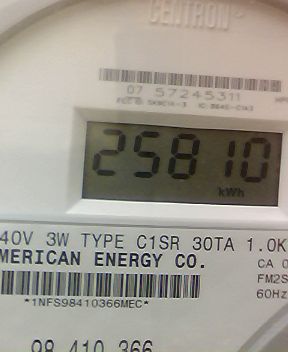 CENTRON
07 57245311
25810
kWh
40V 3W TYPE C1SR 30TA 1.0K
MERICAN ENERGY CO. CA 0
FM2S
*1NFS98410366MEC* 60Hz
98 410 366